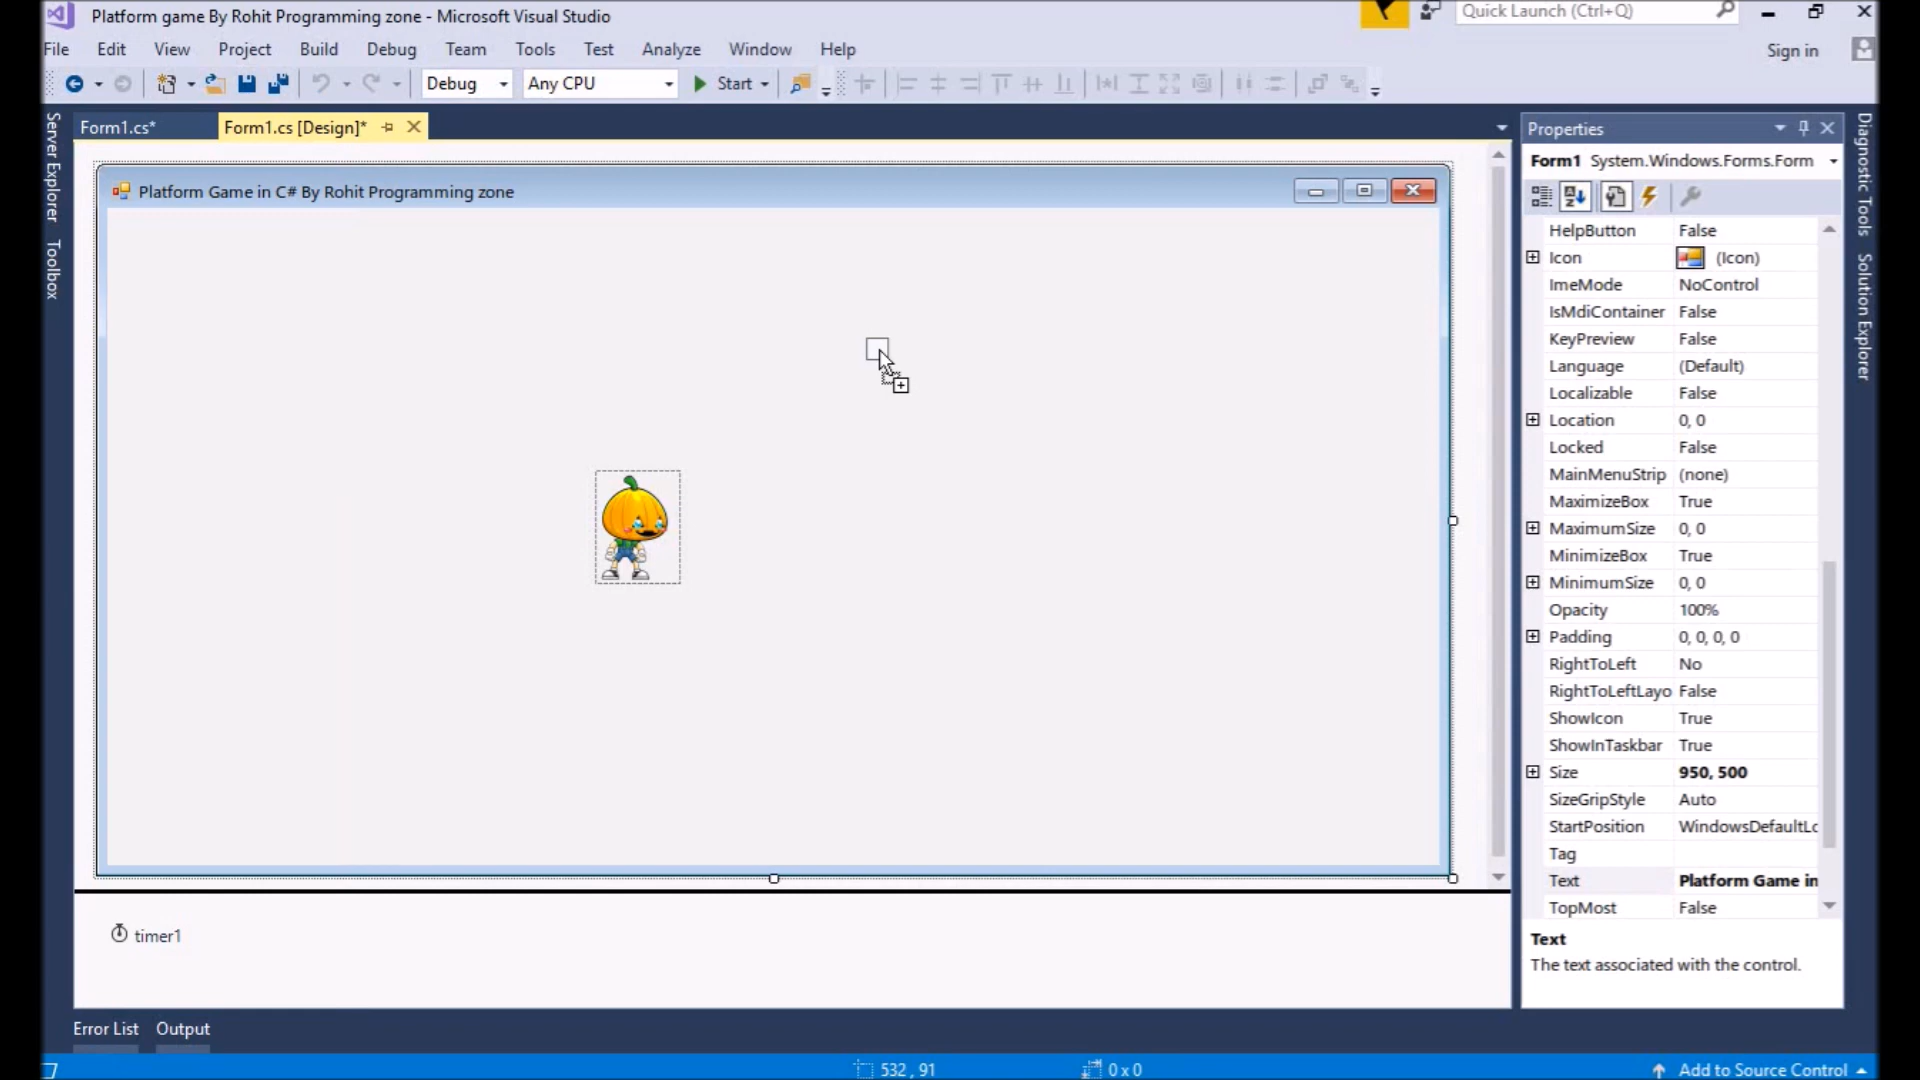 Platform game By Rohit Programming zone - Microsoft Visual Studio
Quick Launch (Ctrl+Q)
File Edit View Project Build Debug Team Tools Test Analyze Window Help
Sign in
Debug Any CPU Start
Form1.cs* Form1.cs [Design]*
Server Explorer
Toolbox
Platform Game in C# By Rohit Programming zone
timer1
Properties
Form1 System.Windows.Forms.Form
HelpButton False
Icon (Icon)
ImeMode NoControl
IsMdiContainer False
KeyPreview False
Language (Default)
Localizable False
Location 0, 0
Locked False
MainMenuStrip (none)
MaximizeBox True
MaximumSize 0, 0
MinimizeBox True
MinimumSize 0, 0
Opacity 100%
Padding 0, 0, 0, 0
RightToLeft No
RightToLeftLayo False
ShowIcon True
ShowInTaskbar True
Size 950, 500
SizeGripStyle Auto
StartPosition WindowsDefaultLo
Tag
Text Platform Game in
TopMost False
Text
The text associated with the control.
Diagnostic Tools
Solution Explorer
Error List Output
532 , 91 0 x 0 Add to Source Control